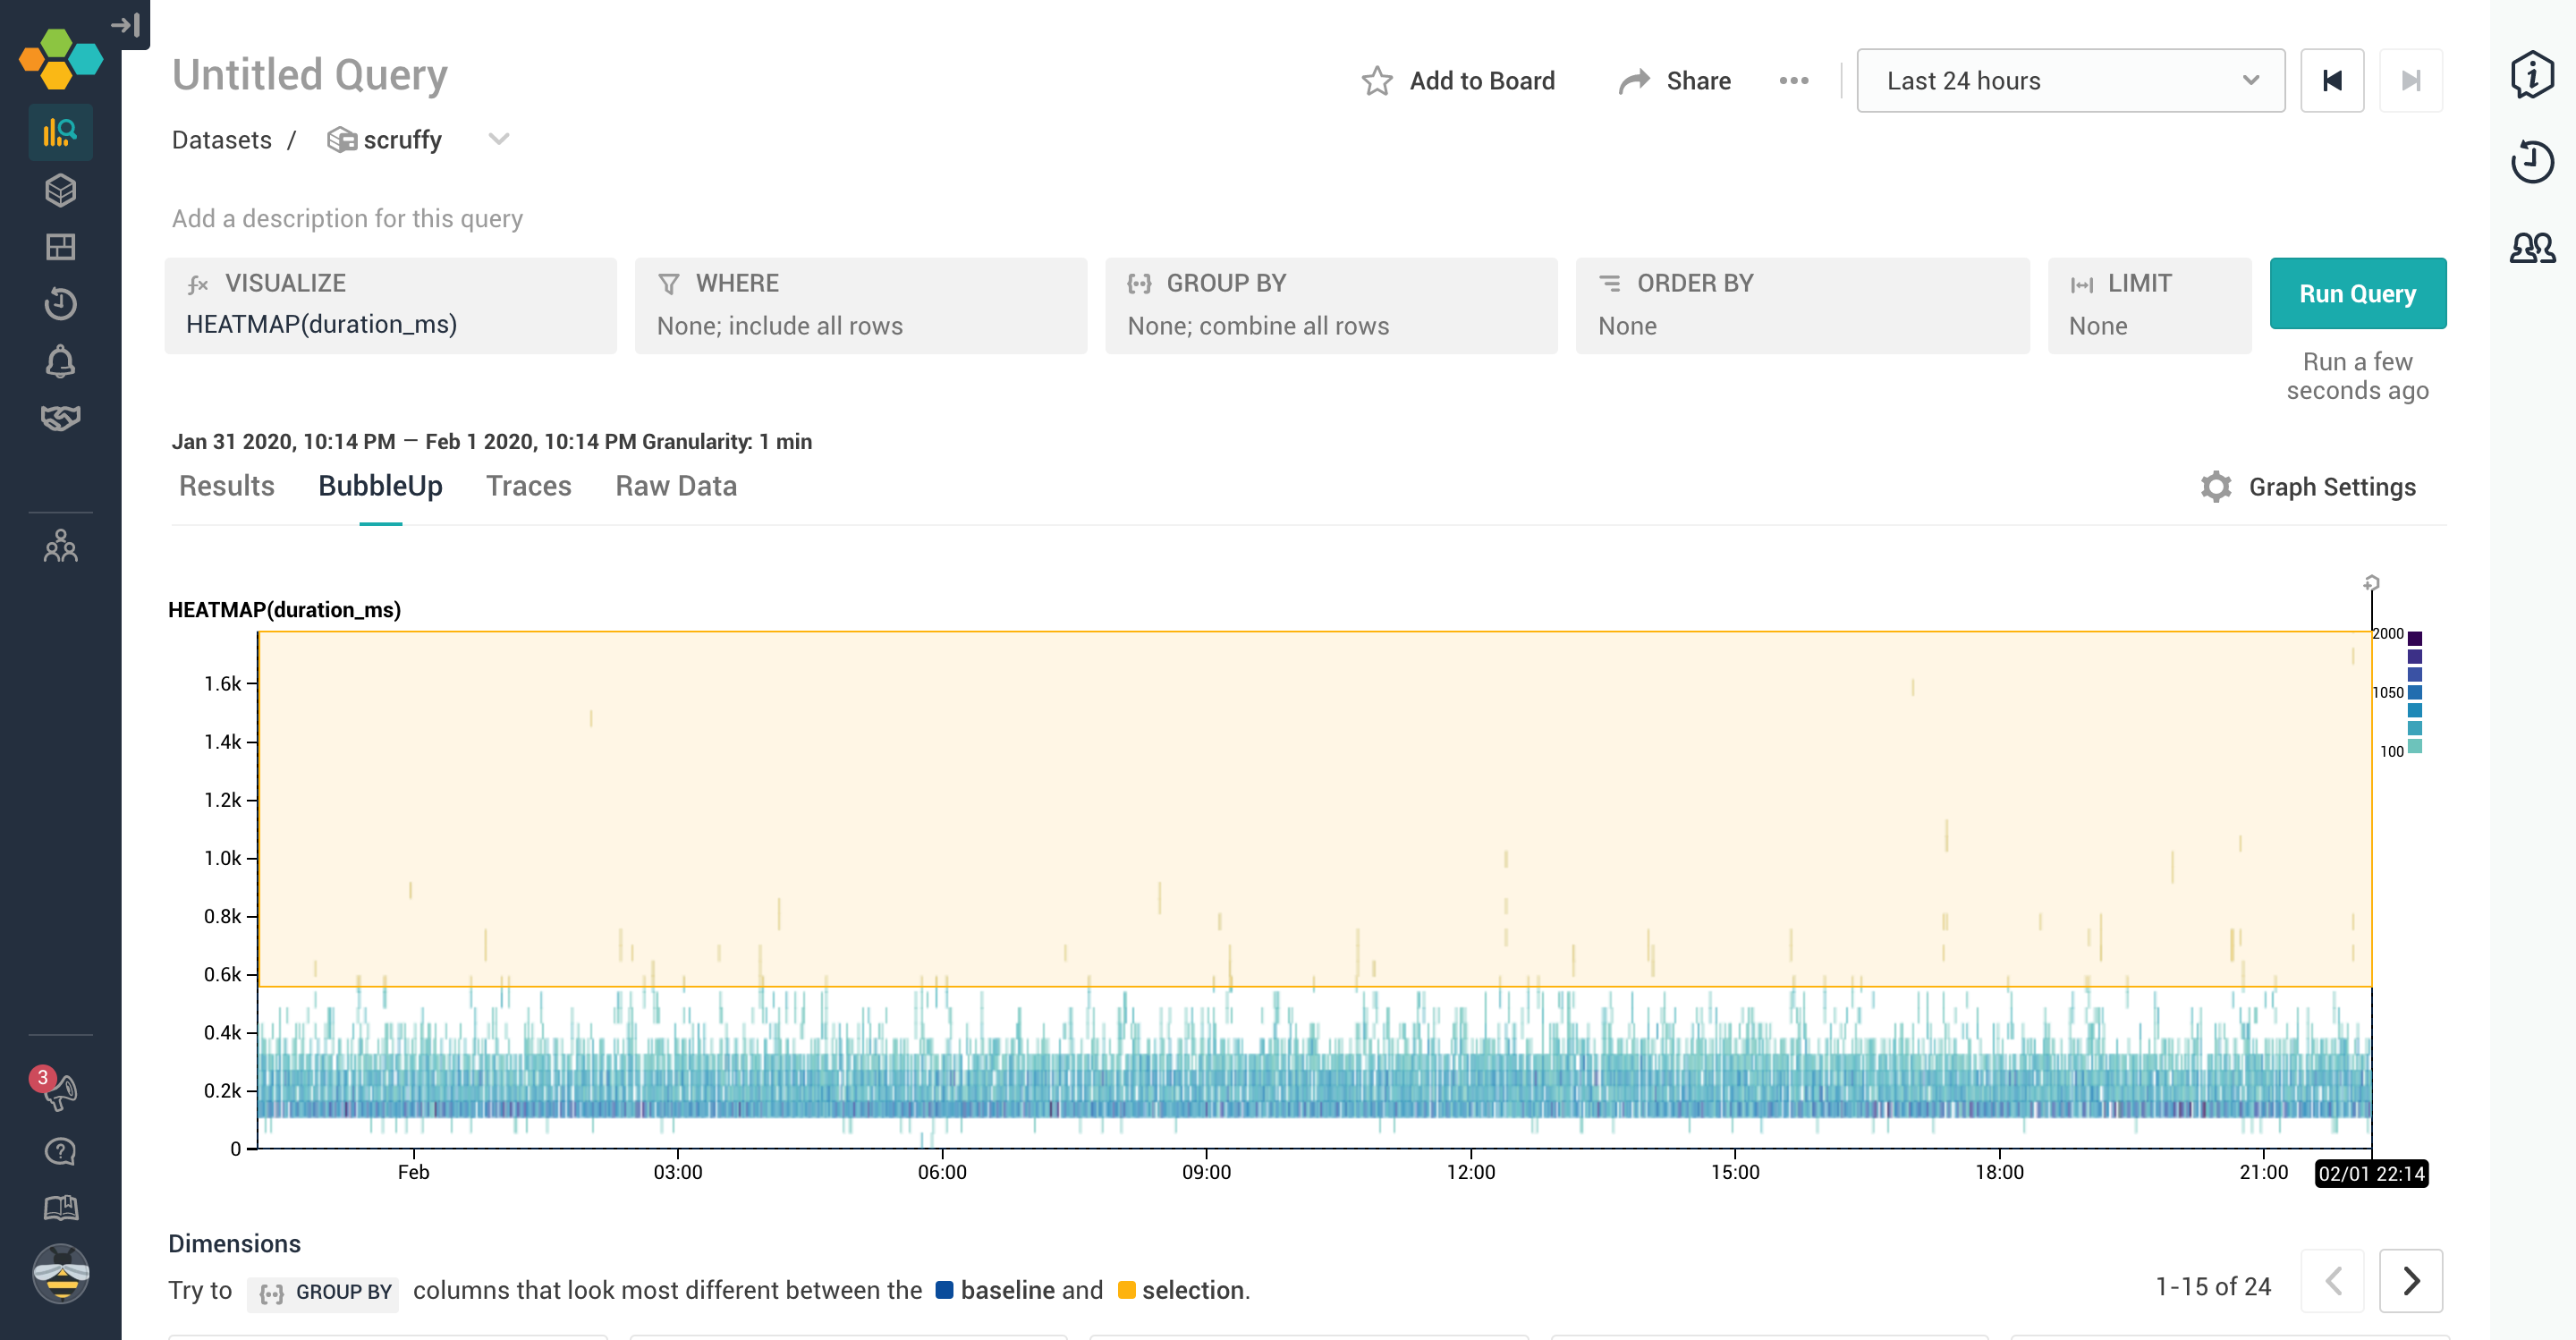 Untitled Query
Add to Board
Share
Last 24 hours
Datasets / scruffy
Add a description for this query
VISUALIZE
HEATMAP(duration_ms)
WHERE
None; include all rows
GROUP BY
None; combine all rows
ORDER BY
None
LIMIT
None
Run Query
Run a few
seconds ago
Jan 31 2020, 10:14 PM — Feb 1 2020, 10:14 PM Granularity: 1 min
Results BubbleUp Traces Raw Data
Graph Settings
HEATMAP(duration_ms)
2000
1050
100
1.6k
1.4k
1.2k
1.0k
0.8k
0.6k
0.4k
0.2k
0
Feb 03:00 06:00 09:00 12:00 15:00 18:00 21:00 02/01 22:14
3
Dimensions
Try to GROUP BY columns that look most different between the baseline and selection.
1-15 of 24